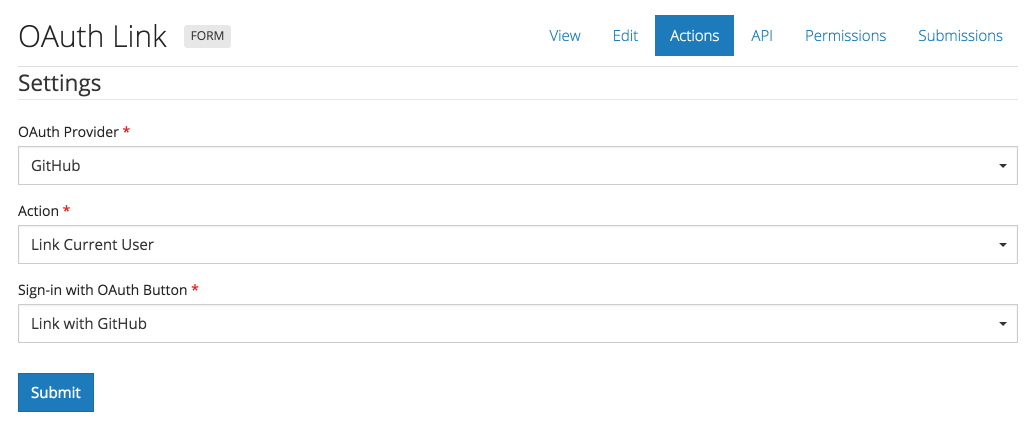 OAuth Link FORM View Edit Actions API Permissions Submissions
Settings
OAuth Provider *
GitHub
Action *
Link Current User
Sign-in with OAuth Button *
Link with GitHub
Submit